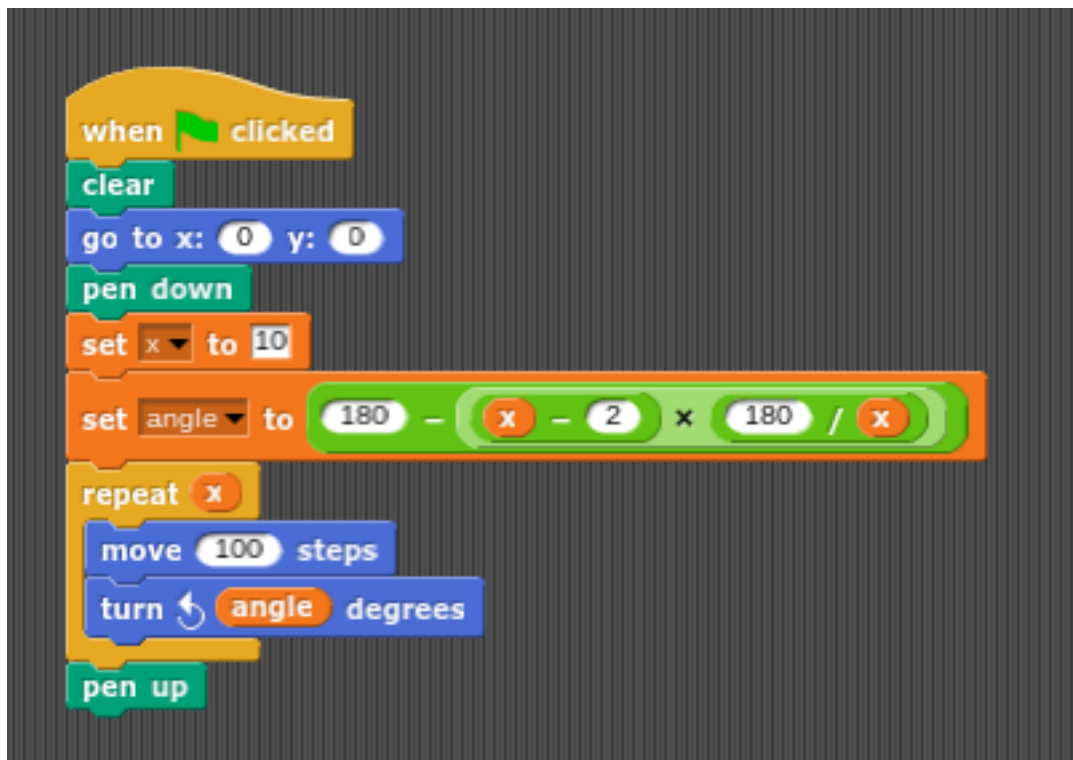 when clicked
clear
go to x: 0 y: 0
pen down
set x to 10
set angle to 180 - x - 2 × 180 / x
repeat x
move 100 steps
turn angle degrees
pen up